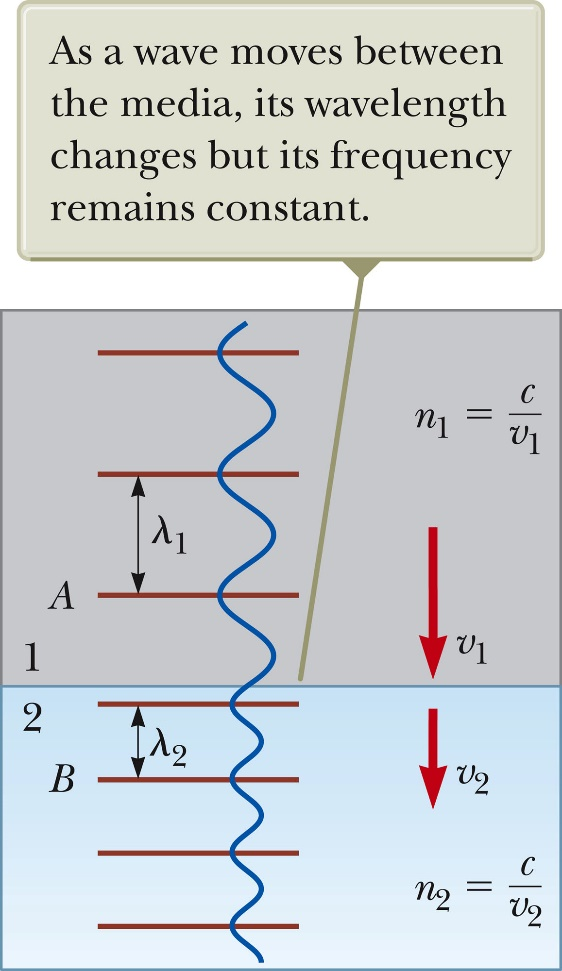 As a wave moves between
the media, its wavelength
changes but its frequency
remains constant.
n₁ = c/v₁
λ₁
A
1
v₁
2
λ₂
B
v₂
n₂ = c/v₂